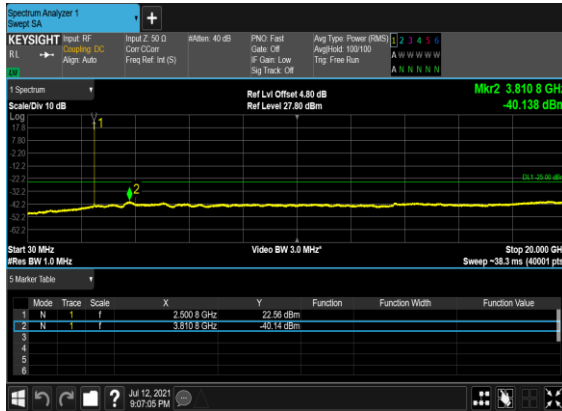 Spectrum Analyzer 1
Swept SA
+
KEYSIGHT Input: RF Input Z: 50 Ω #Atten: 40 dB PNO: Fast Avg Type: Power (RMS) 1 2 3 4 5 6
RL Coupling: DC Corr CCorr Gate: Off Avg|Hold: 100/100 A W W W W W
Align: Auto Freq Ref: Int (S) IF Gain: Low Trig: Free Run
LXI Sig Track: Off A N N N N N
1 Spectrum Ref Lvl Offset 4.80 dB Mkr2 3.810 8 GHz
Scale/Div 10 dB Ref Level 27.80 dBm -40.138 dBm
Log
17.8
1
7.80
-2.20
-12.2
-22.2
DL1 -25.00 dBm
-32.2
2
-42.2
-52.2
-62.2
Start 30 MHz Video BW 3.0 MHz* Stop 20.000 GHz
#Res BW 1.0 MHz Sweep ~38.3 ms (40001 pts)
5 Marker Table
Mode Trace Scale X Y Function Function Width Function Value
1 N 1 f 2.500 8 GHz 22.56 dBm
2 N 1 f 3.810 8 GHz -40.14 dBm
3
4
5
6
? Jul 12, 2021
9:07:05 PM